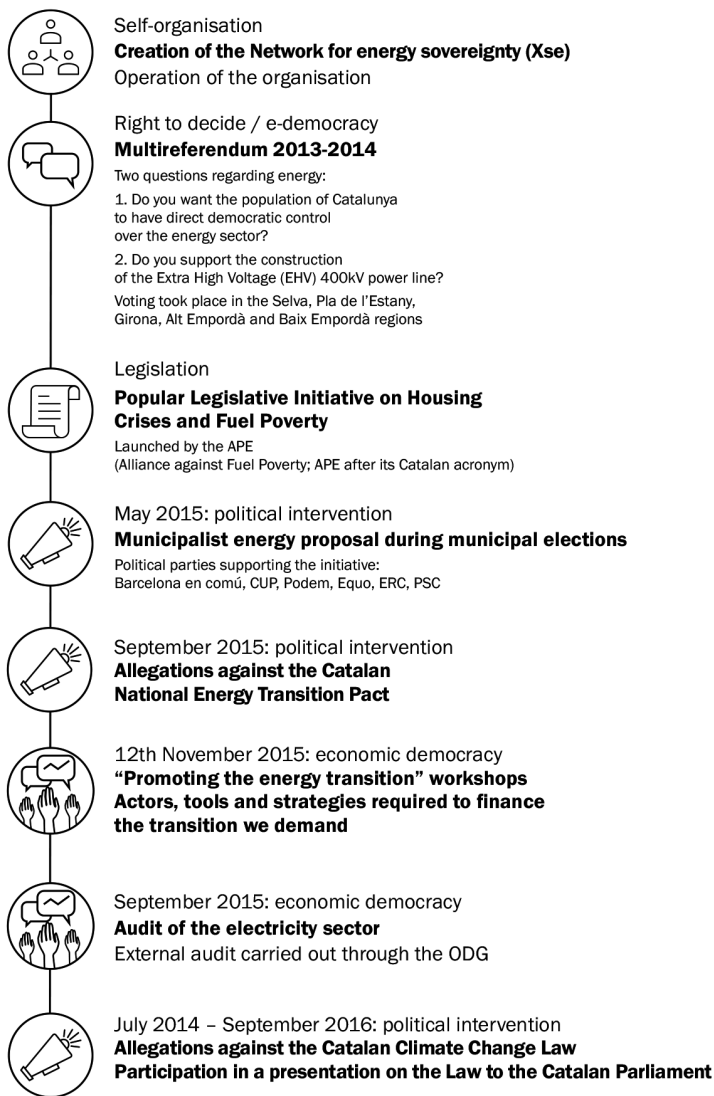 Self-organisation
Creation of the Network for energy sovereignty (Xse)
Operation of the organisation
Right to decide / e-democracy
Multireferendum 2013-2014
Two questions regarding energy:
1. Do you want the population of Catalunya
to have direct democratic control
over the energy sector?
2. Do you support the construction
of the Extra High Voltage (EHV) 400kV power line?
Voting took place in the Selva, Pla de l’Estany,
Girona, Alt Empordà and Baix Empordà regions
Legislation
Popular Legislative Initiative on Housing
Crises and Fuel Poverty
Launched by the APE
(Alliance against Fuel Poverty; APE after its Catalan acronym)
May 2015: political intervention
Municipalist energy proposal during municipal elections
Political parties supporting the initiative:
Barcelona en comú, CUP, Podem, Equo, ERC, PSC
September 2015: political intervention
Allegations against the Catalan
National Energy Transition Pact
12th November 2015: economic democracy
“Promoting the energy transition” workshops
Actors, tools and strategies required to finance
the transition we demand
September 2015: economic democracy
Audit of the electricity sector
External audit carried out through the ODG
July 2014 – September 2016: political intervention
Allegations against the Catalan Climate Change Law
Participation in a presentation on the Law to the Catalan Parliament